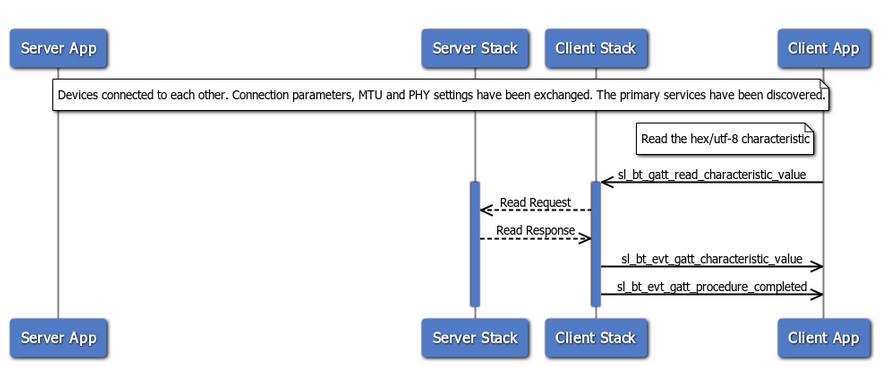 Server App
Server Stack
Client Stack
Client App
Devices connected to each other. Connection parameters, MTU and PHY settings have been exchanged. The primary services have been discovered.
Read the hex/utf-8 characteristic
sl_bt_gatt_read_characteristic_value
Read Request
Read Response
sl_bt_evt_gatt_characteristic_value
sl_bt_evt_gatt_procedure_completed
Server App
Server Stack
Client Stack
Client App